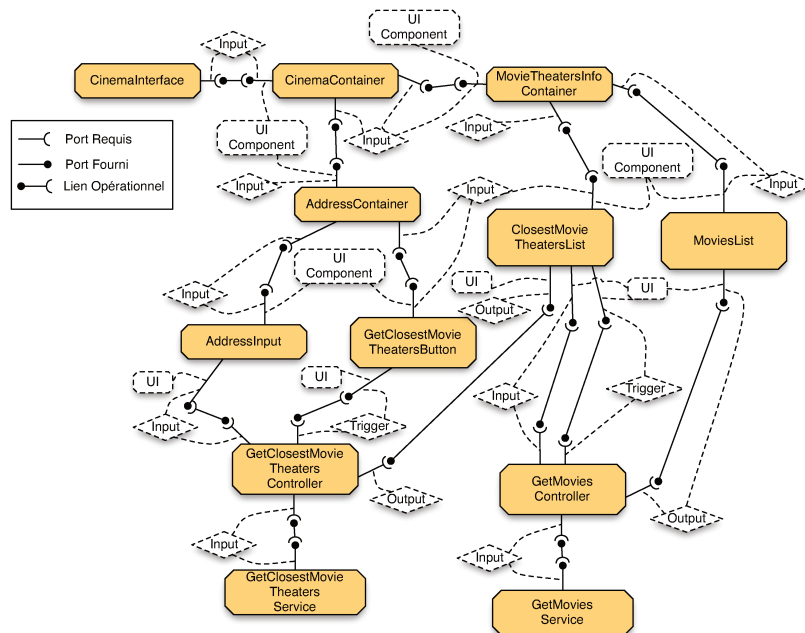 UI
Component
Input
CinemaInterface
CinemaContainer
MovieTheatersInfo
Container
Port Requis
Port Fourni
Lien Opérationnel
UI
Component
Input
Input
Input
UI
Component
Input
Input
Input
AddressContainer
ClosestMovie
TheatersList
MoviesList
UI
Component
Input
UI
Output
UI
AddressInput
GetClosestMovie
TheatersButton
UI
UI
Input
Trigger
Input
Trigger
GetClosestMovie
Theaters
Controller
Output
GetMovies
Controller
Output
Input
Input
GetClosestMovie
Theaters
Service
GetMovies
Service